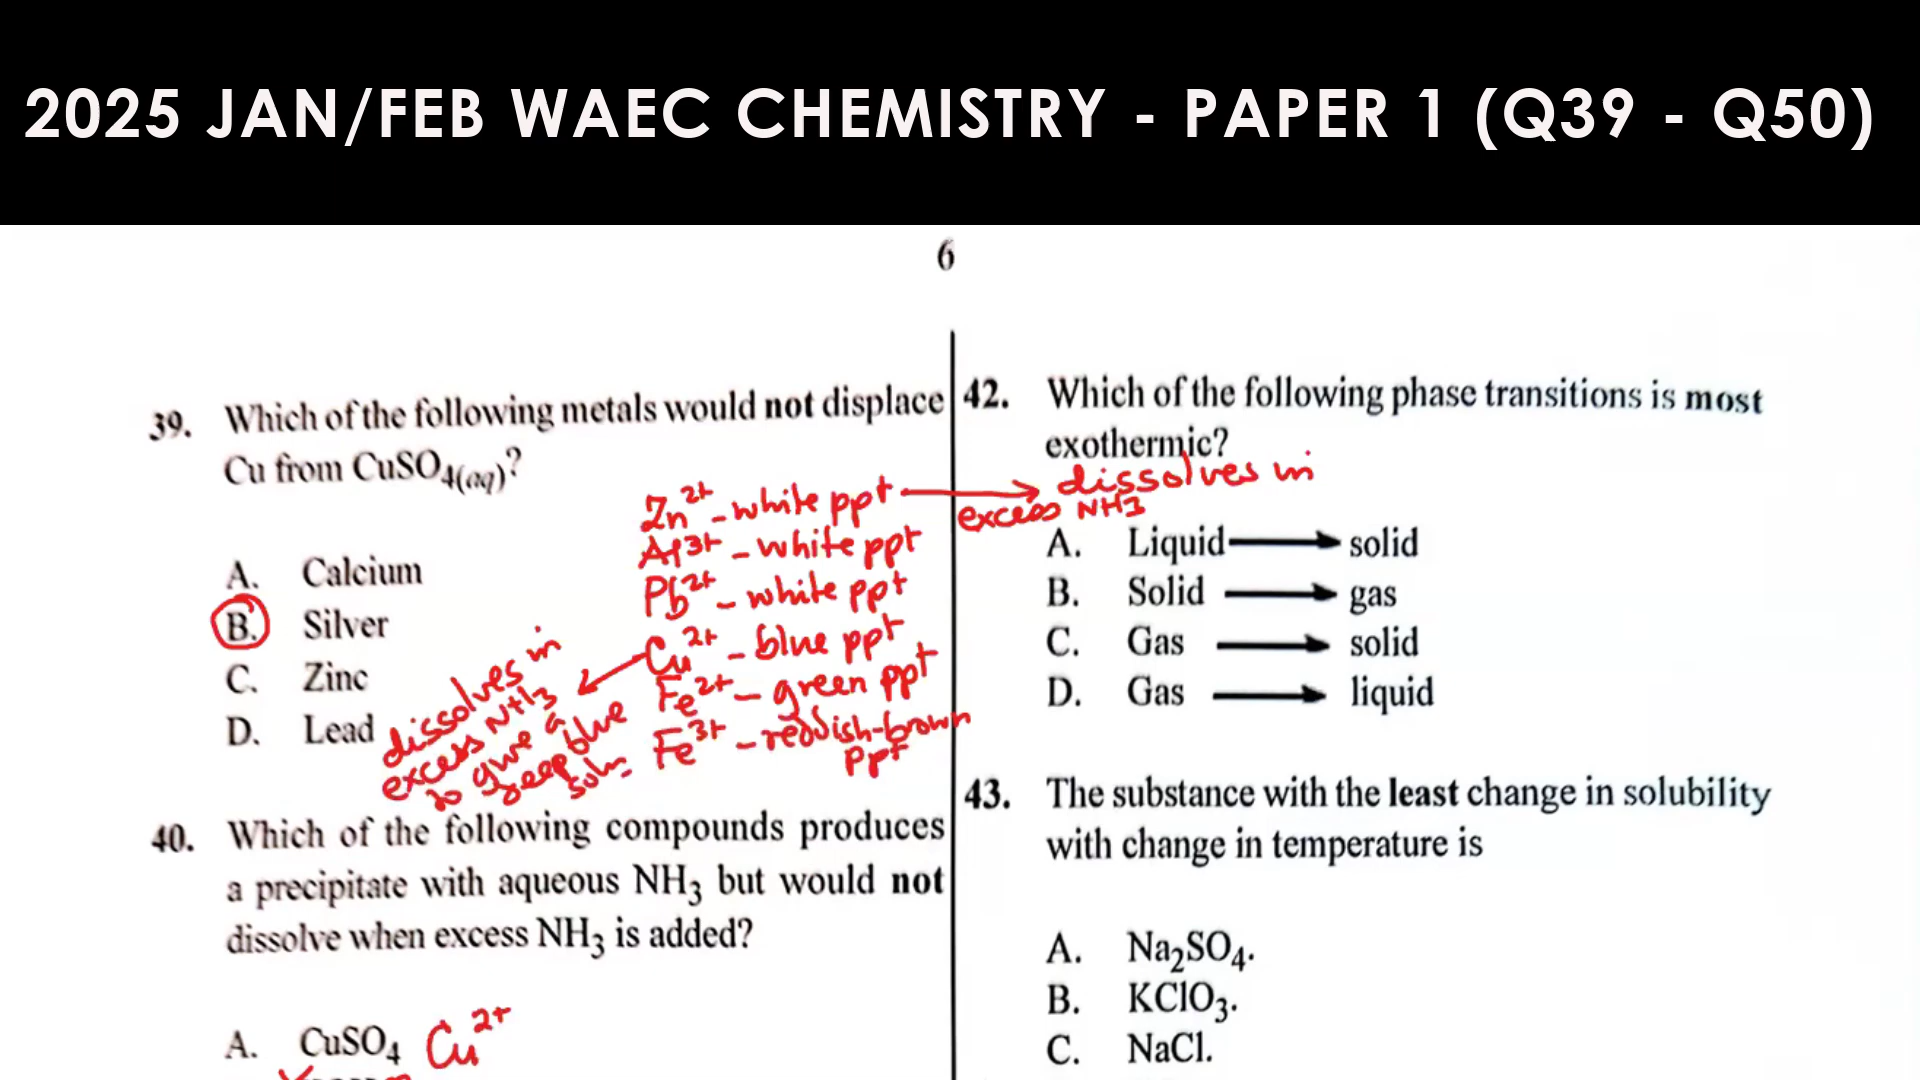 2025 JAN/FEB WAEC CHEMISTRY - PAPER 1 (Q39 - Q50)
6
39. Which of the following metals would not displace
Cu from CuSO4(aq)?
A. Calcium
B. Silver
C. Zinc
D. Lead
Zn2+ - white ppt → dissolves in
excess NH3
Al3+ - white ppt
Pb2+ - white ppt
Cu2+ - blue ppt
Fe2+ - green ppt
Fe3+ - reddish-brown
ppt
dissolves in
excess NH3
to give a
deep blue
soln
40. Which of the following compounds produces
a precipitate with aqueous NH3 but would not
dissolve when excess NH3 is added?
A. CuSO4 Cu2+
42. Which of the following phase transitions is most
exothermic?
A. Liquid → solid
B. Solid → gas
C. Gas → solid
D. Gas → liquid
43. The substance with the least change in solubility
with change in temperature is
A. Na2SO4.
B. KClO3.
C. NaCl.